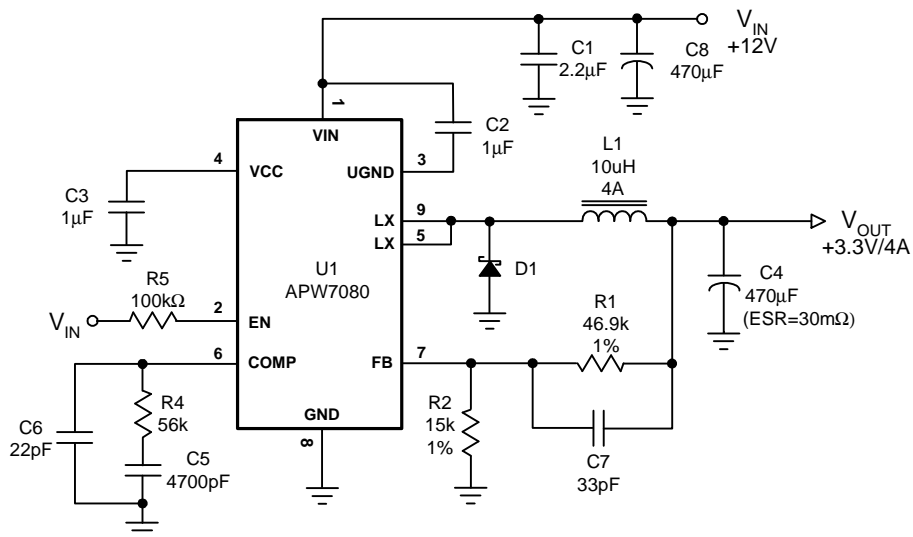 V_IN
+12V
C1
2.2μF
C8
470μF
1
VIN
C2
1μF
4
VCC
3
UGND
C3
1μF
L1
10uH
4A
9
LX
5
LX
V_OUT
+3.3V/4A
U1
APW7080
D1
C4
470μF
(ESR=30mΩ)
R5
100kΩ
V_IN
2
EN
R1
46.9k
1%
6
COMP
7
FB
R4
56k
C6
22pF
C5
4700pF
GND
8
R2
15k
1%
C7
33pF